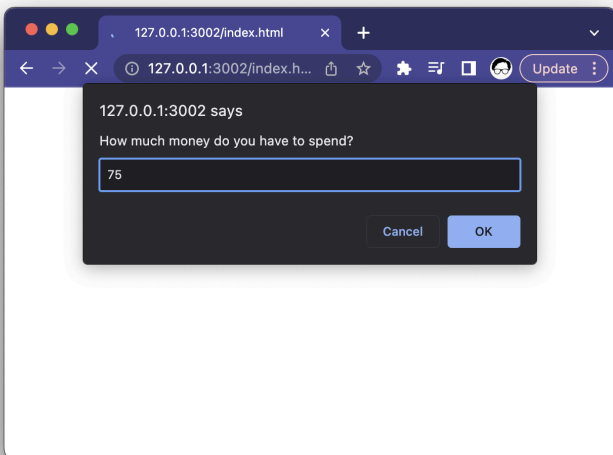 127.0.0.1:3002/index.html
127.0.0.1:3002/index.h...
Update
127.0.0.1:3002 says
How much money do you have to spend?
75
Cancel
OK